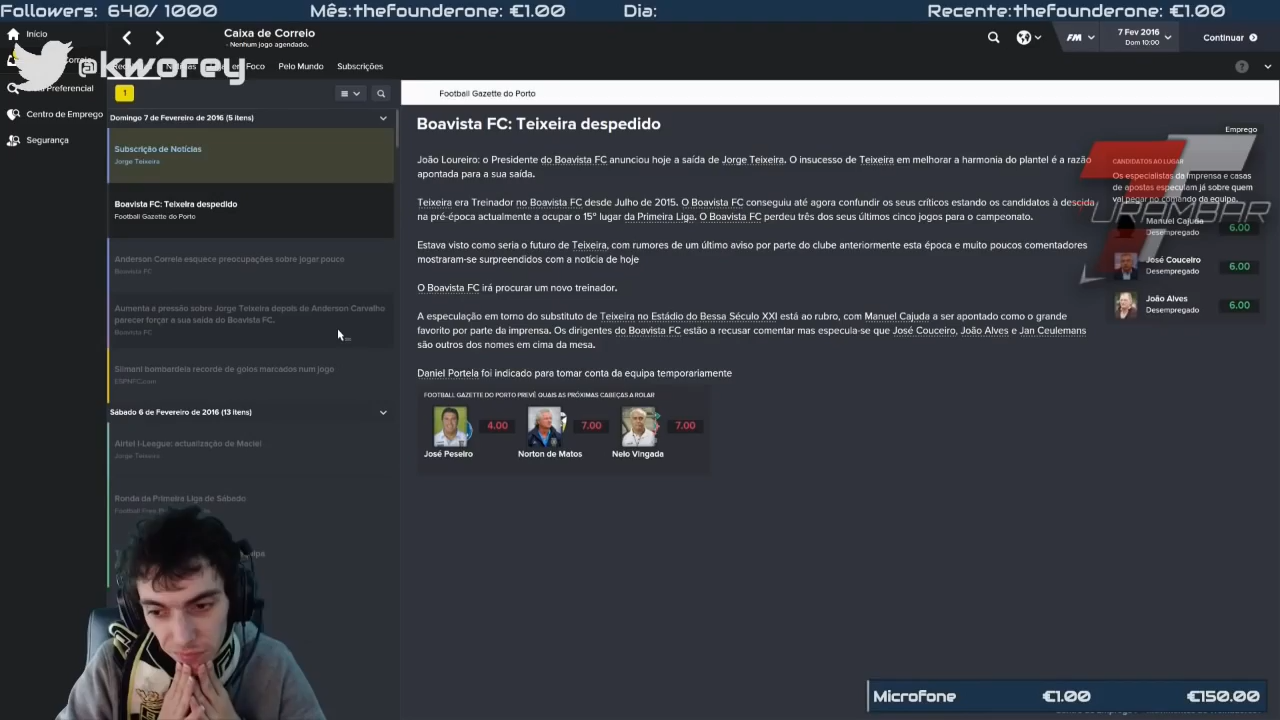 Followers: 640/ 1000
Mês:thefounderone: €1.00
Dia:
Recente:thefounderone: €1.00
Início
Caixa de Correio
- Nenhum jogo agendado.
FM
7 Fev 2016
Dom 10:00
Continuar
@kworey
em Foco
Pelo Mundo
Subscrições
Preferencial
Centro de Emprego
Segurança
1
Domingo 7 de Fevereiro de 2016 (5 itens)
Subscrição de Notícias
Jorge Teixeira
Boavista FC: Teixeira despedido
Football Gazette do Porto
Anderson Correia esquece preocupações sobre jogar pouco
Boavista FC
Aumenta a pressão sobre Jorge Teixeira depois de Anderson Carvalho
parecer forçar a sua saída do Boavista FC.
Boavista FC
Slimani bombardeia recorde de golos marcados num jogo
ESPNFC.com
Sábado 6 de Fevereiro de 2016 (13 itens)
Airtel I-League: actualização de Maciel
Jorge Teixeira
Ronda da Primeira Liga de Sábado
Football Free
Football Gazette do Porto
Boavista FC: Teixeira despedido
João Loureiro: o Presidente do Boavista FC anunciou hoje a saída de Jorge Teixeira. O insucesso de Teixeira em melhorar a harmonia do plantel é a razão
apontada para a sua saída.
Teixeira era Treinador no Boavista FC desde Julho de 2015. O Boavista FC conseguiu até agora confundir os seus críticos estando os candidatos à descida
na pré-época actualmente a ocupar o 15º lugar da Primeira Liga. O Boavista FC perdeu três dos seus últimos cinco jogos para o campeonato.
Estava visto como seria o futuro de Teixeira, com rumores de um último aviso por parte do clube anteriormente esta época e muito poucos comentadores
mostraram-se surpreendidos com a notícia de hoje
O Boavista FC irá procurar um novo treinador.
A especulação em torno do substituto de Teixeira no Estádio do Bessa Século XXI está ao rubro, com Manuel Cajuda a ser apontado como o grande
favorito por parte da imprensa. Os dirigentes do Boavista FC estão a recusar comentar mas especula-se que José Couceiro, João Alves e Jan Ceulemans
são outros dos nomes em cima da mesa.
Daniel Portela foi indicado para tomar conta da equipa temporariamente
FOOTBALL GAZETTE DO PORTO PREVÊ QUAIS AS PRÓXIMAS CABEÇAS A ROLAR
4.00
7.00
7.00
José Peseiro
Norton de Matos
Nelo Vingada
Emprego
CANDIDATOS AO LUGAR
Os especialistas da imprensa e casas
de apostas especulam já sobre quem
vai pegar no comando da equipa.
URAMBAR
Manuel Cajuda
Desempregado
6.00
José Couceiro
Desempregado
6.00
João Alves
Desempregado
6.00
Microfone
€1.00
€150.00